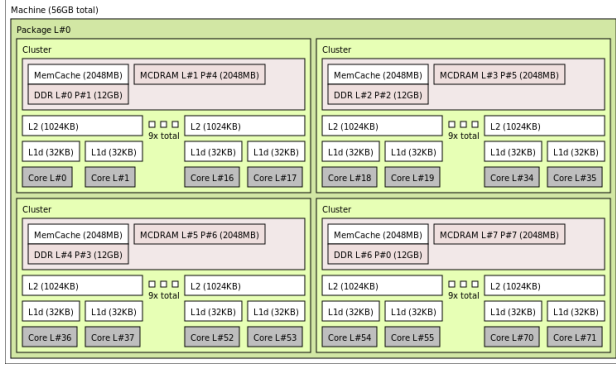 Machine (56GB total)
Package L#0
Cluster
MemCache (2048MB) MCDRAM L#1 P#4 (2048MB)
DDR L#0 P#1 (12GB)
L2 (1024KB) 9x total L2 (1024KB)
L1d (32KB) L1d (32KB) L1d (32KB) L1d (32KB)
Core L#0 Core L#1 Core L#16 Core L#17
Cluster
MemCache (2048MB) MCDRAM L#3 P#5 (2048MB)
DDR L#2 P#2 (12GB)
L2 (1024KB) 9x total L2 (1024KB)
L1d (32KB) L1d (32KB) L1d (32KB) L1d (32KB)
Core L#18 Core L#19 Core L#34 Core L#35
Cluster
MemCache (2048MB) MCDRAM L#5 P#6 (2048MB)
DDR L#4 P#3 (12GB)
L2 (1024KB) 9x total L2 (1024KB)
L1d (32KB) L1d (32KB) L1d (32KB) L1d (32KB)
Core L#36 Core L#37 Core L#52 Core L#53
Cluster
MemCache (2048MB) MCDRAM L#7 P#7 (2048MB)
DDR L#6 P#0 (12GB)
L2 (1024KB) 9x total L2 (1024KB)
L1d (32KB) L1d (32KB) L1d (32KB) L1d (32KB)
Core L#54 Core L#55 Core L#70 Core L#71